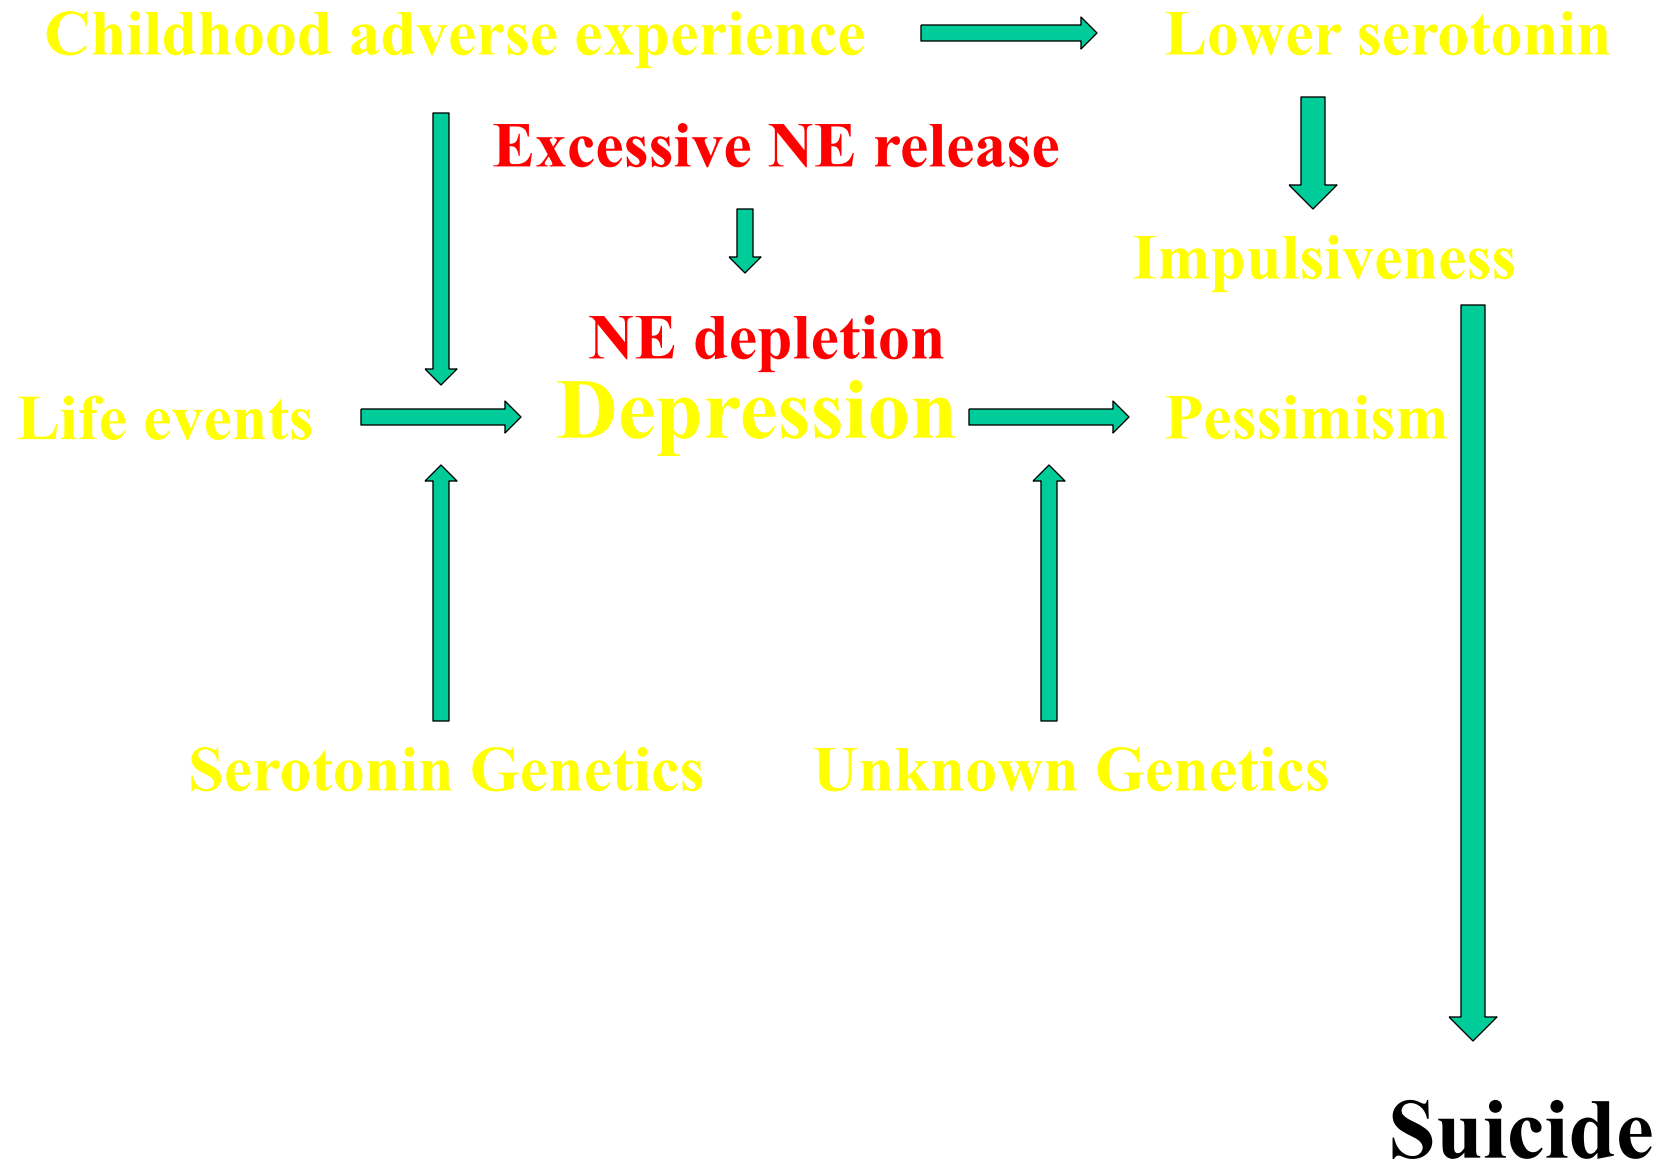 Childhood adverse experience
Lower serotonin
Excessive NE release
Impulsiveness
NE depletion
Life events
Depression
Pessimism
Serotonin Genetics
Unknown Genetics
Suicide